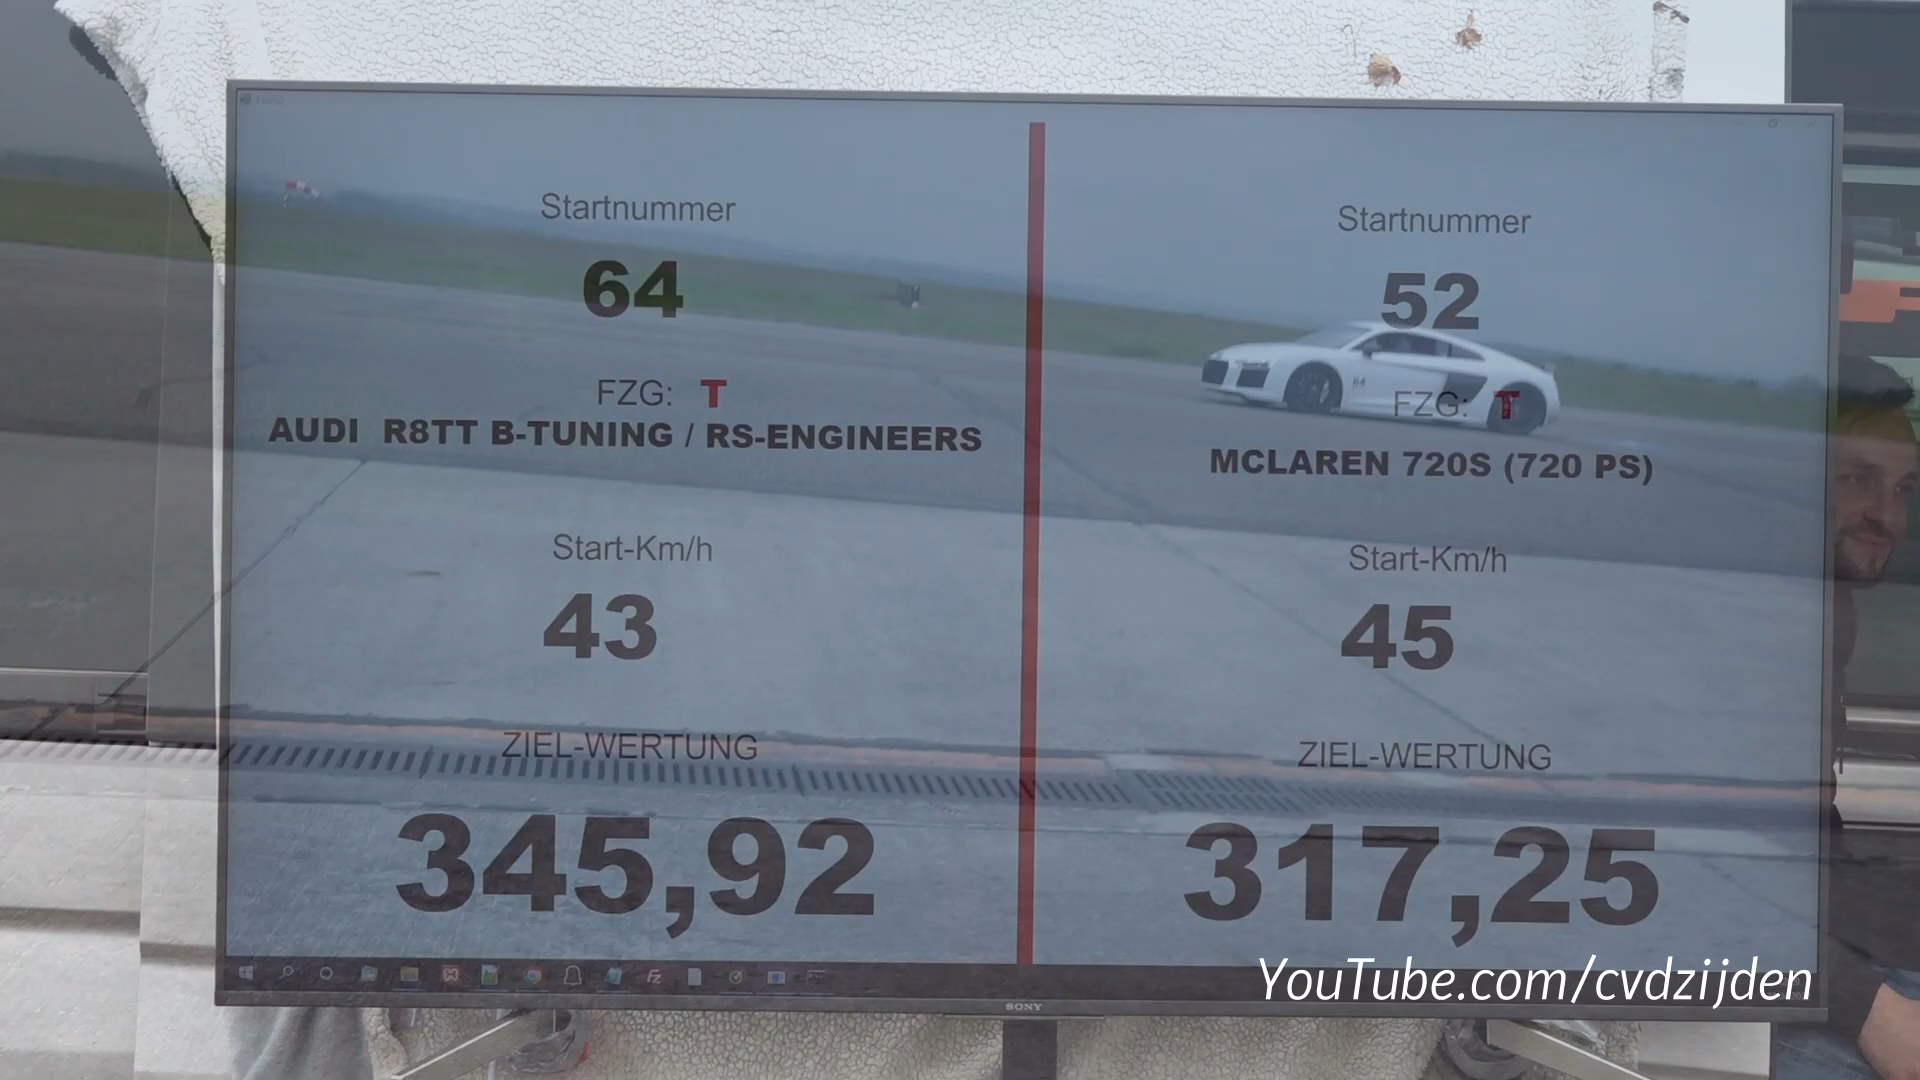 Startnummer
64
FZG: T
AUDI R8TT B-TUNING / RS-ENGINEERS
Start-Km/h
43
ZIEL-WERTUNG
345,92
Startnummer
52
64
FZG: T
MCLAREN 720S (720 PS)
Start-Km/h
45
ZIEL-WERTUNG
317,25
YouTube.com/cvdzijden
SONY